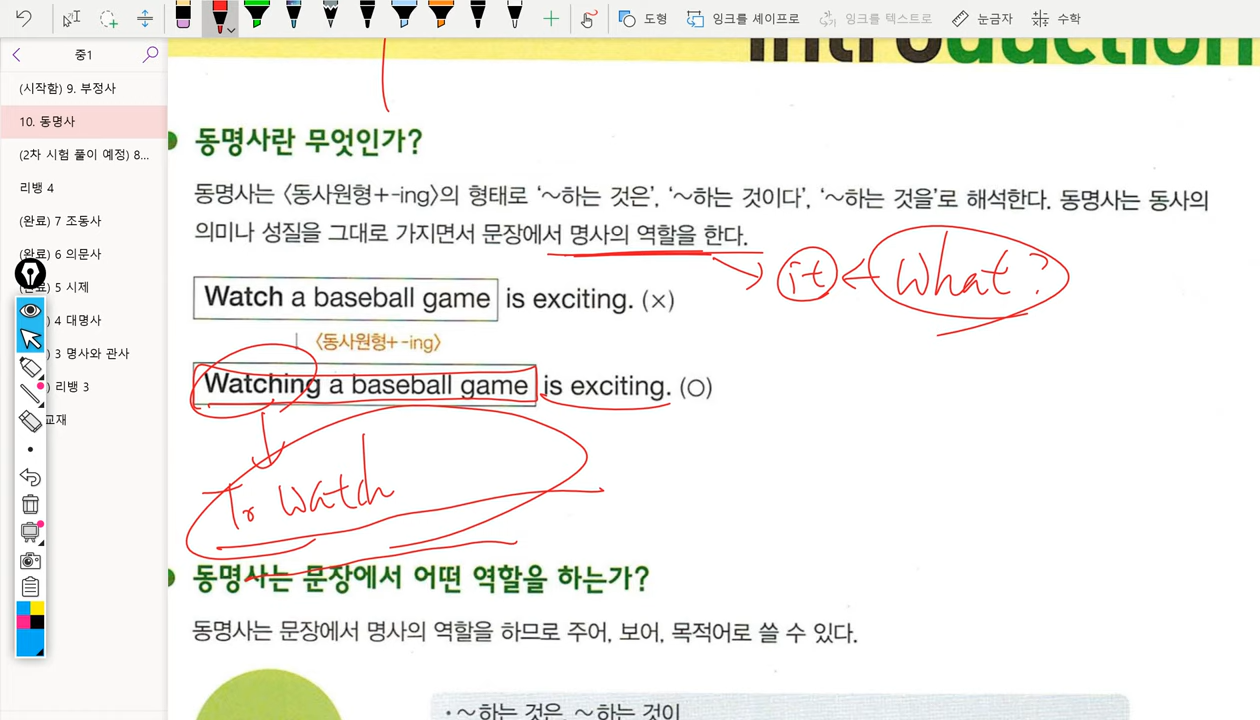 도형
잉크를 셰이프로
잉크를 텍스트로
눈금자
수학
중1
(시작함) 9. 부정사
10. 동명사
(2차 시험 풀이 예정) 8...
리뱅 4
(완료) 7 조동사
(완료) 6 의문사
5 시제
) 4 대명사
) 3 명사와 관사
) 리뱅 3
교재
introduction
동명사란 무엇인가?
동명사는 〈동사원형+-ing〉의 형태로 '~하는 것은', '~하는 것이다', '~하는 것을'로 해석한다. 동명사는 동사의
의미나 성질을 그대로 가지면서 문장에서 명사의 역할을 한다.
it
What?
Watch a baseball game is exciting. (×)
〈동사원형+-ing〉
Watching a baseball game is exciting. (O)
To Watch
동명사는 문장에서 어떤 역할을 하는가?
동명사는 문장에서 명사의 역할을 하므로 주어, 보어, 목적어로 쓸 수 있다.
· ~하는 것은, ~하는 것이